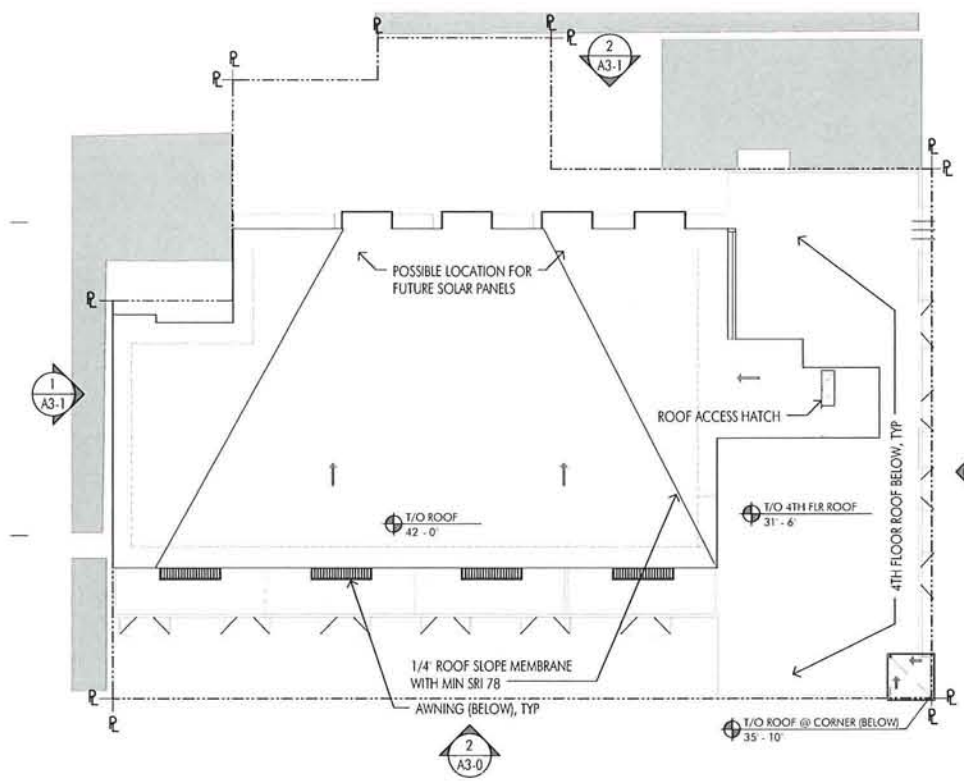 ℄
℄
℄
℄
℄
2
A3-1
℄
℄
℄
POSSIBLE LOCATION FOR
FUTURE SOLAR PANELS
1
A3-1
ROOF ACCESS HATCH
4TH FLOOR ROOF BELOW, TYP
T/O ROOF
42 - 0'
T/O 4TH FLR ROOF
31' - 6'
1/4' ROOF SLOPE MEMBRANE
WITH MIN SRI 78
AWNING (BELOW), TYP
℄
℄
℄
℄
T/O ROOF @ CORNER (BELOW)
35' - 10'
2
A3-0